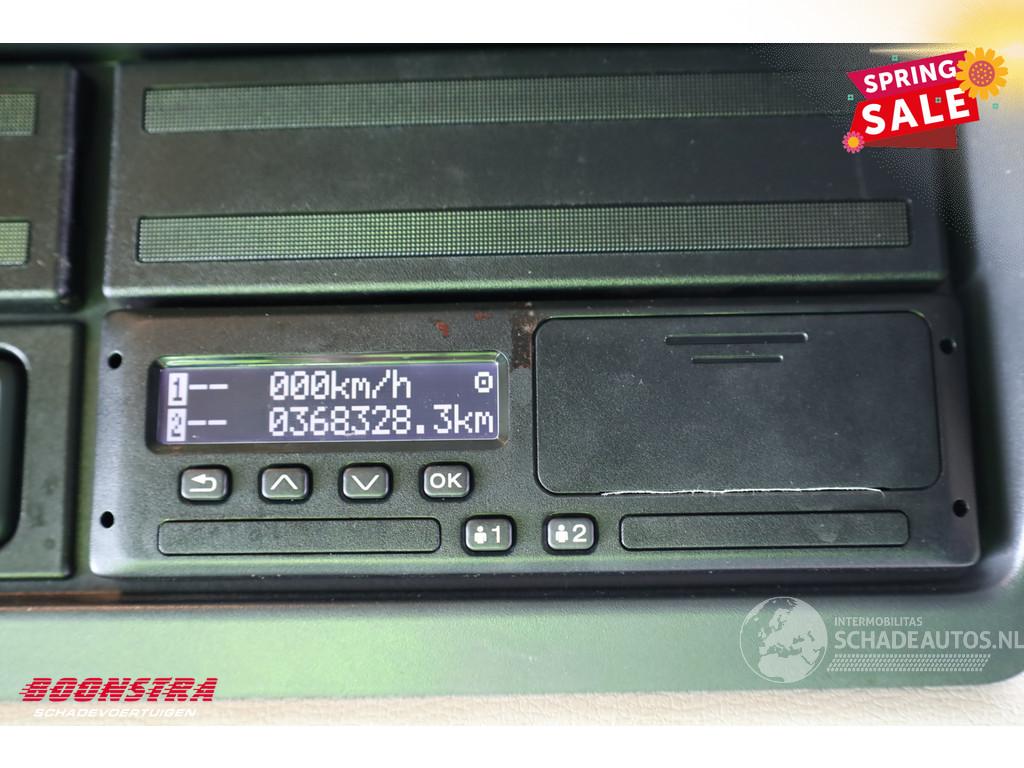 SPRING
SALE
1-- 000km/h
2-- 0368328.3km
OK
1
2
INTERMOBILITAS
SCHADEAUTOS.NL
BOONSTRA
SCHADEVOERTUIGEN